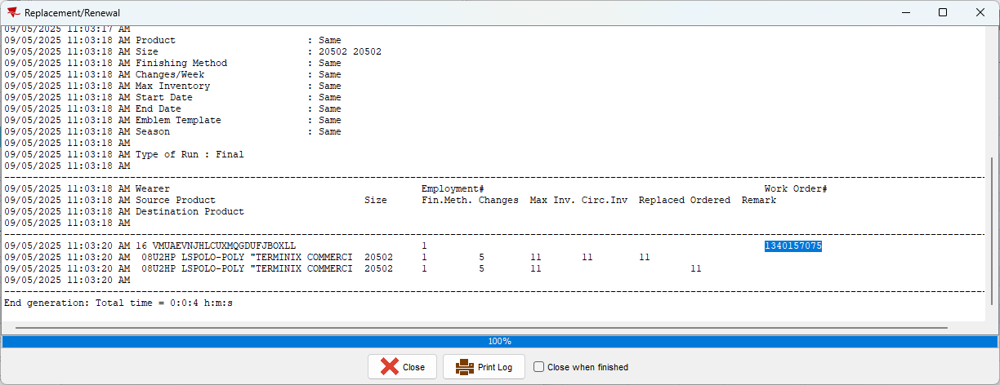 Replacement/Renewal
09/05/2025 11:03:17 AM
09/05/2025 11:03:18 AM Product : Same
09/05/2025 11:03:18 AM Size : 20502 20502
09/05/2025 11:03:18 AM Finishing Method : Same
09/05/2025 11:03:18 AM Changes/Week : Same
09/05/2025 11:03:18 AM Max Inventory : Same
09/05/2025 11:03:18 AM Start Date : Same
09/05/2025 11:03:18 AM End Date : Same
09/05/2025 11:03:18 AM Emblem Template : Same
09/05/2025 11:03:18 AM Season : Same
09/05/2025 11:03:18 AM
09/05/2025 11:03:18 AM Type of Run : Final
09/05/2025 11:03:18 AM
09/05/2025 11:03:18 AM Wearer Employment# Work Order#
09/05/2025 11:03:18 AM Source Product Size Fin.Meth. Changes Max Inv. Circ.Inv Replaced Ordered Remark
09/05/2025 11:03:18 AM Destination Product
09/05/2025 11:03:18 AM
09/05/2025 11:03:20 AM 16 VMUAEVNJHLCUXMQGDUFJBOXLL 1 1340157075
09/05/2025 11:03:20 AM 08U2HP LSPOLO-POLY "TERMINIX COMMERCI 20502 1 5 11 11 11
09/05/2025 11:03:20 AM 08U2HP LSPOLO-POLY "TERMINIX COMMERCI 20502 1 5 11 11
09/05/2025 11:03:20 AM
End generation: Total time = 0:0:4 h:m:s
100%
Close Print Log Close when finished